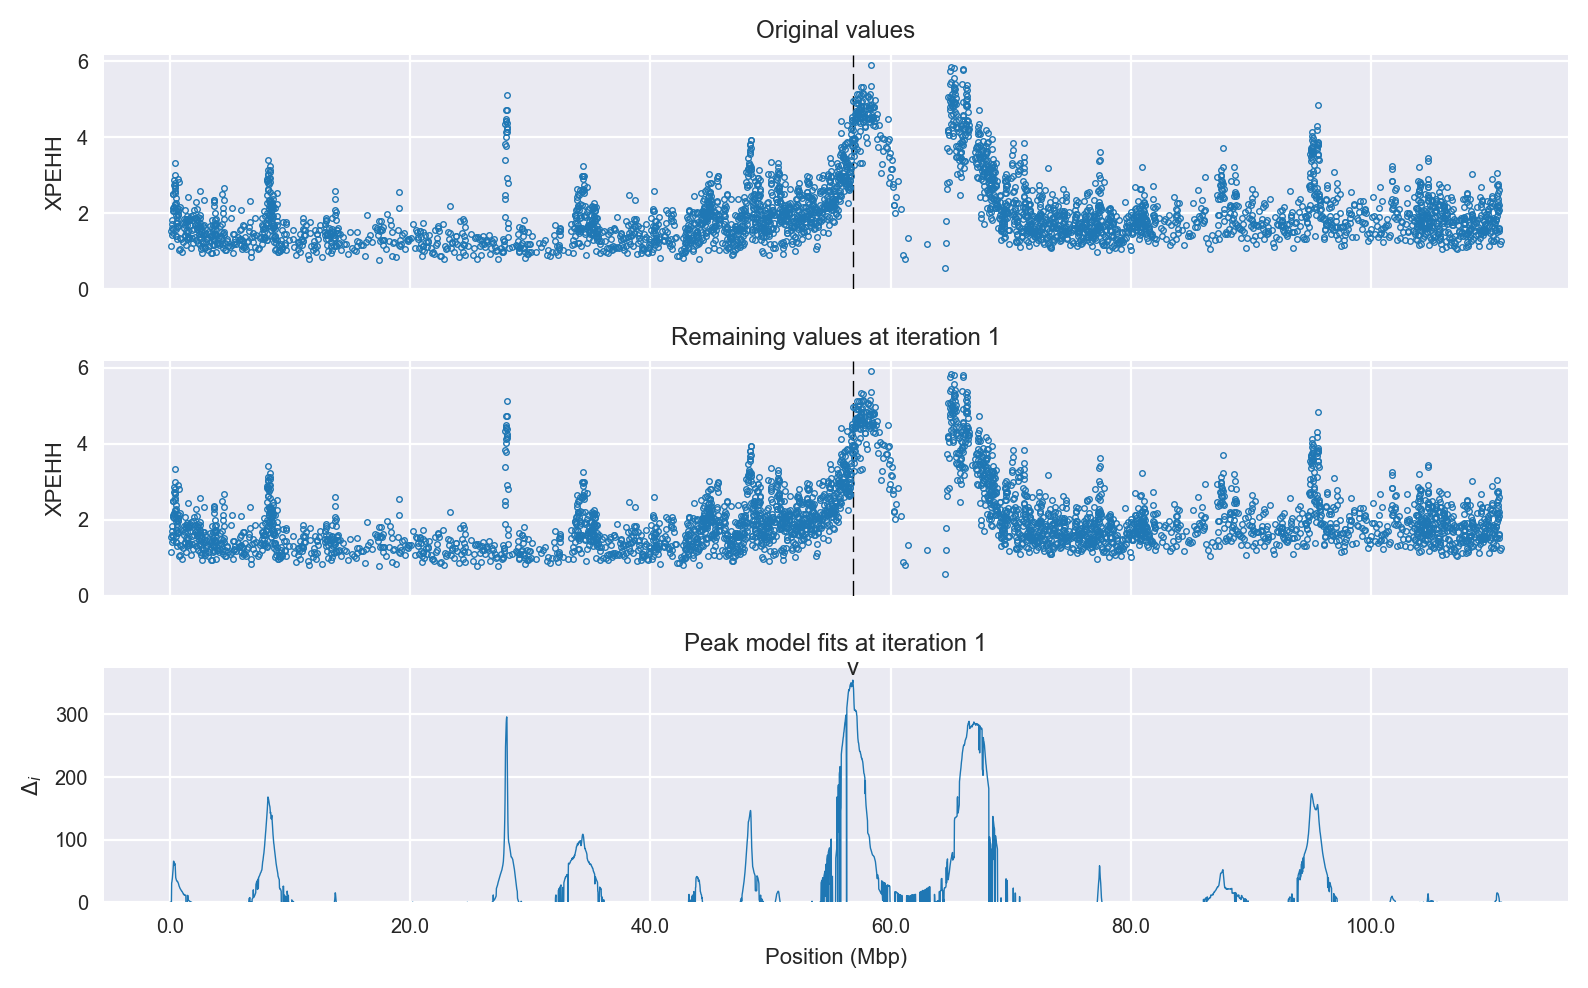 Original values
6
4
2
0
XPEHH
Remaining values at iteration 1
6
4
2
0
XPEHH
Peak model fits at iteration 1
v
300
200
100
0
Δi
0.0 20.0 40.0 60.0 80.0 100.0
Position (Mbp)